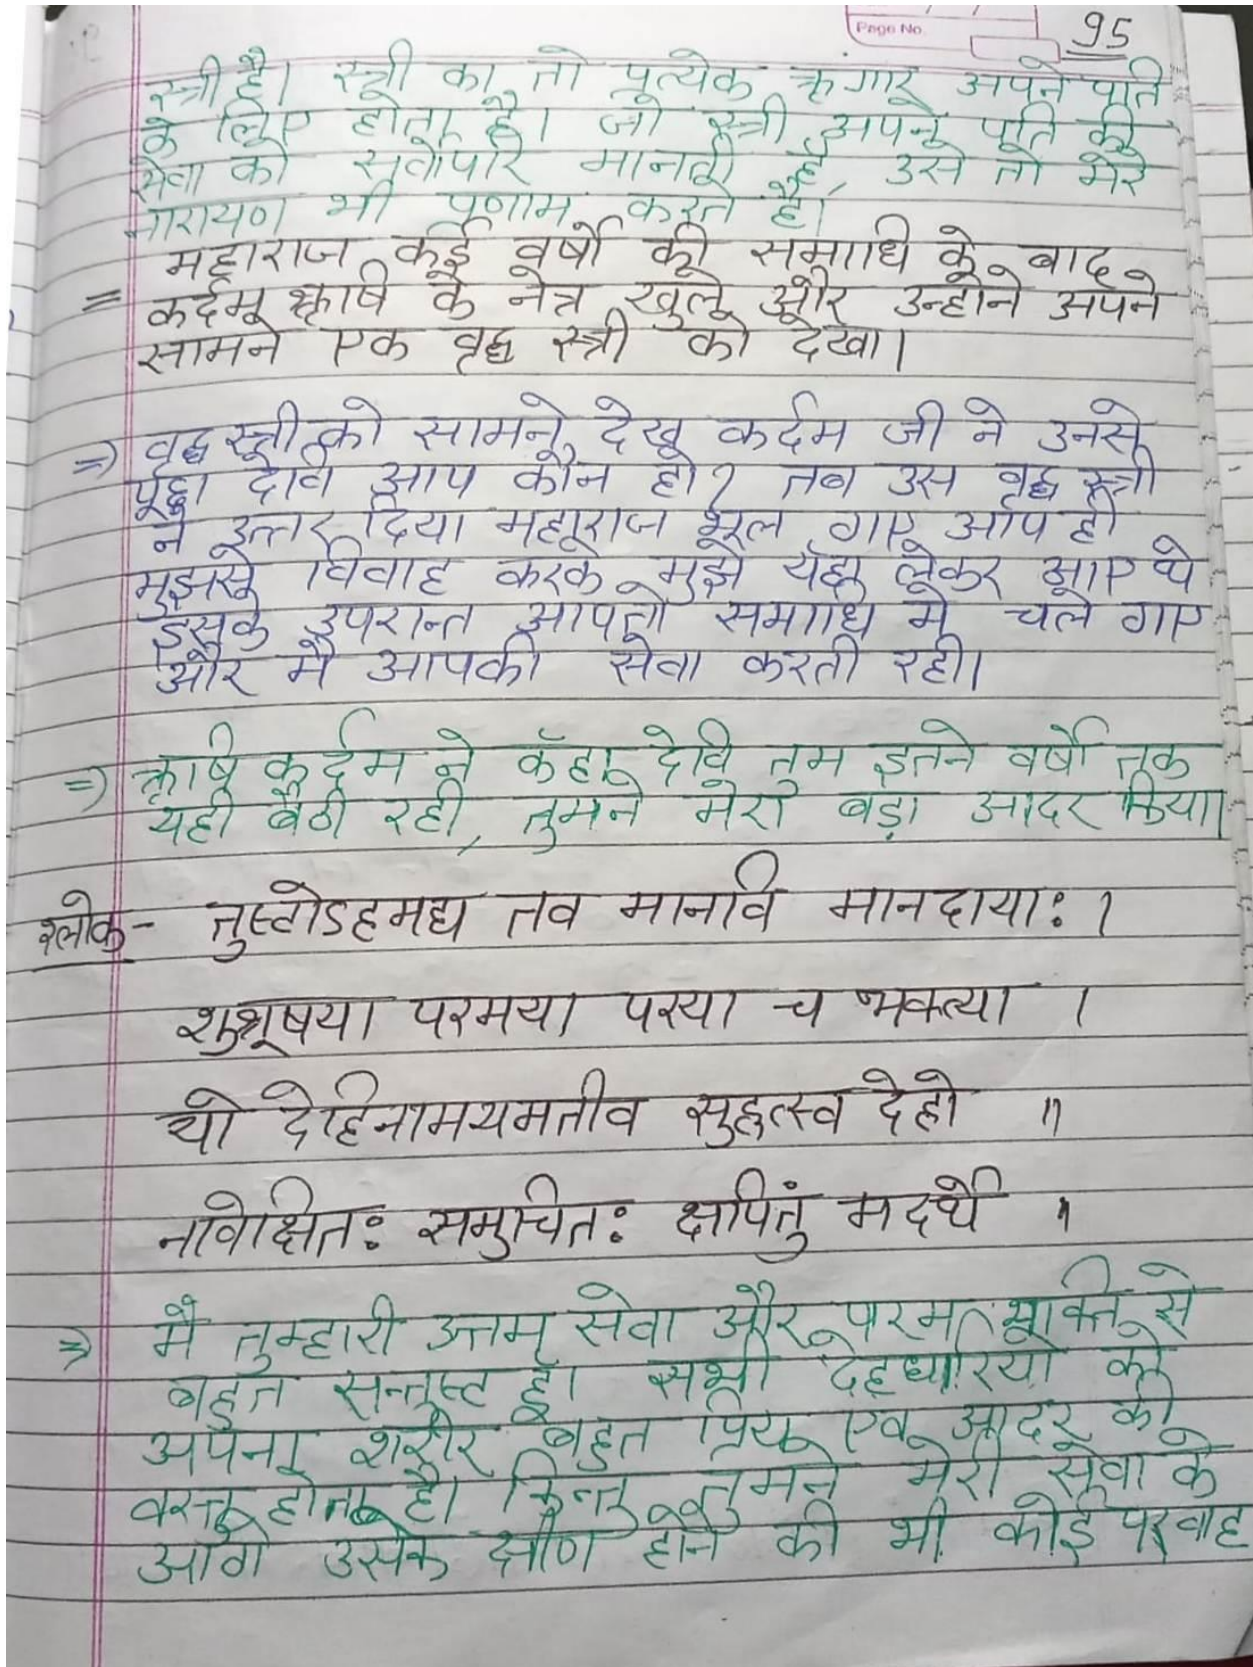 Page No. 95
स्त्री है। स्त्री का तो प्रत्येक श्रृंगार अपने पति
के लिए होता है। जो स्त्री अपने पति की
सेवा को सर्वोपरि मानती है, उसे तो मेरे
नारायण भी प्रणाम करते है।
= महाराज कई वर्षो की समाधि के बाद
कर्दम ऋषि के नेत्र खुले और उन्होने अपने
सामने एक वृद्ध स्त्री को देखा।
⇒ वृद्ध स्त्री को सामने देख कर्दम जी ने उनसे
पूछा देवि आप कौन हो? तब उस वृद्ध स्त्री
ने उत्तर दिया महाराज भूल गए आप ही
मुझसे विवाह करके मुझे यँहा लेकर आए थे
इसके उपरान्त आपतो समाधि मे चले गए
और मै आपकी सेवा करती रही।
⇒ ऋषि कर्दम ने कँहा देवि तुम इतने वर्षो तक
यही बैठी रही, तुमने मेरा बड़ा आदर किया।
श्लोक - तुस्टोऽहमद्य तव मानवि मानदायाः।
शुश्रूषया परमया परया च भक्त्या।
यो देहिनामयमतीव सुहृत्स्व देहो॥
नावेक्षितः समुचितः क्षपितुं मदर्थे॥
⇒ मै तुम्हारी उत्तम सेवा और परम भक्ति से
बहुत सन्तुष्ट हूँ। सभी देहधारियो को
अपना शरीर बहुत प्रिय एवं आदर की
वस्तु होता है। किन्तु तुमने मेरी सेवा के
आगे उसके क्षीण होने की भी कोई परवाह